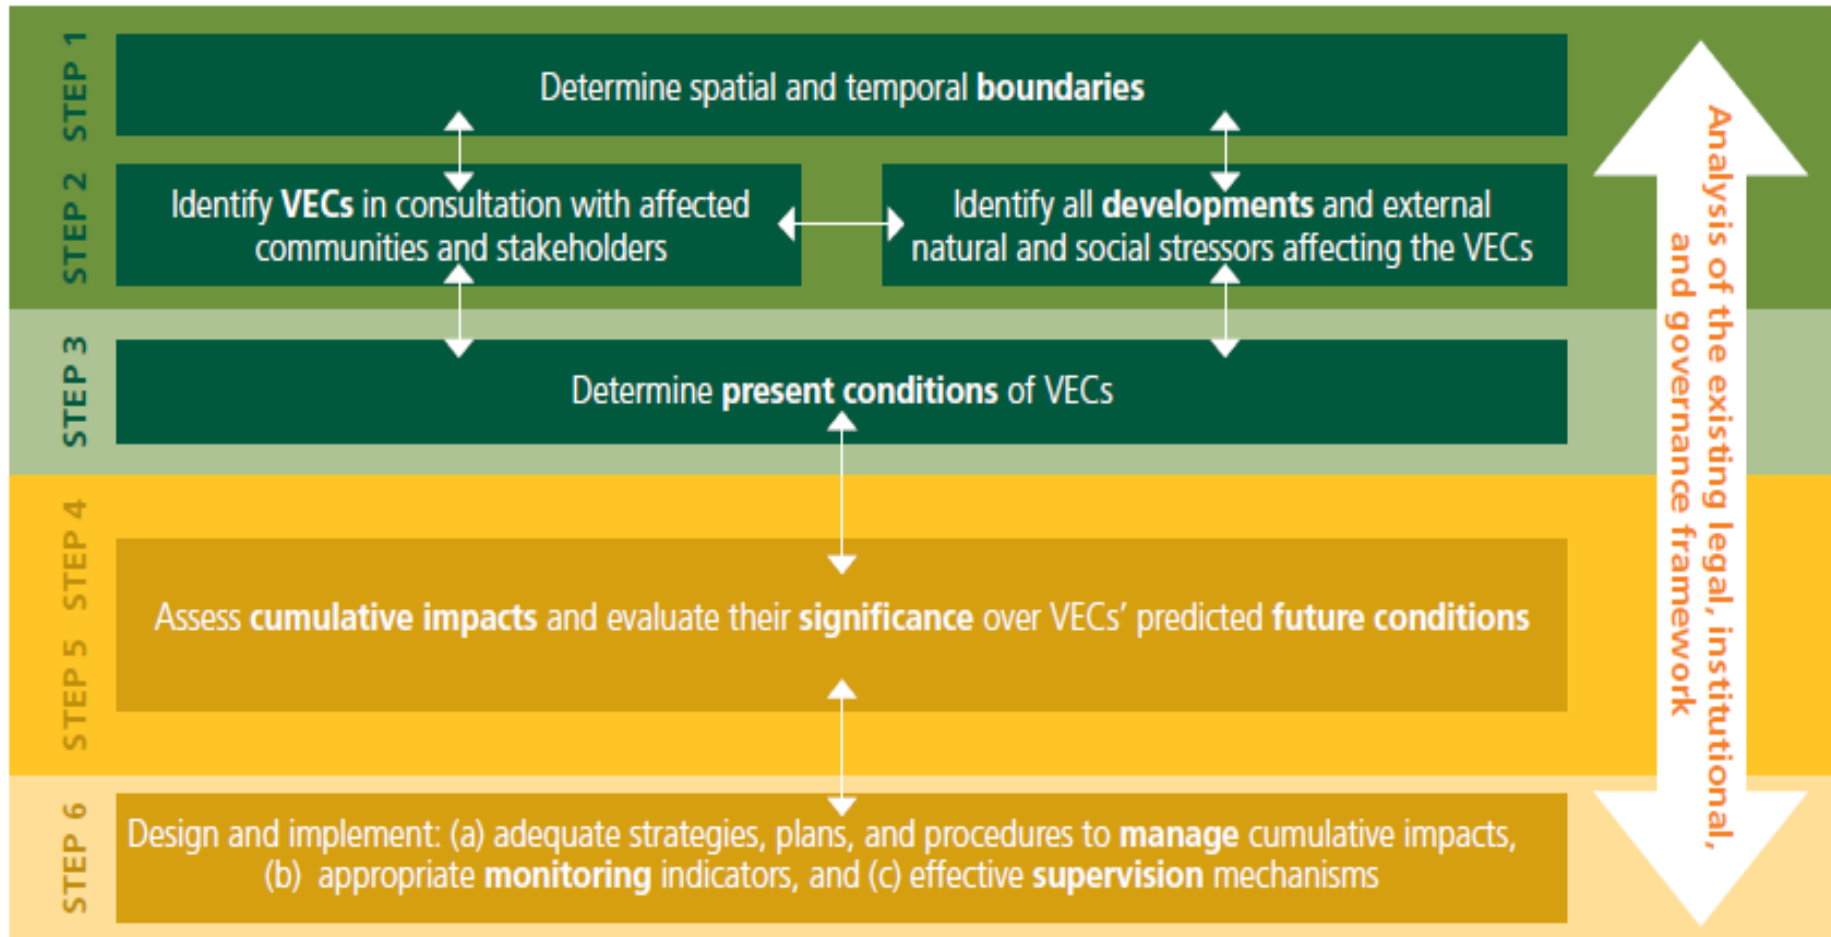 STEP 1
Determine spatial and temporal boundaries
STEP 2
Identify VECs in consultation with affected
communities and stakeholders
Identify all developments and external
natural and social stressors affecting the VECs
STEP 3
Determine present conditions of VECs
STEP 4
STEP 5
Assess cumulative impacts and evaluate their significance over VECs’ predicted future conditions
STEP 6
Design and implement: (a) adequate strategies, plans, and procedures to manage cumulative impacts,
(b) appropriate monitoring indicators, and (c) effective supervision mechanisms
Analysis of the existing legal, institutional,
and governance framework